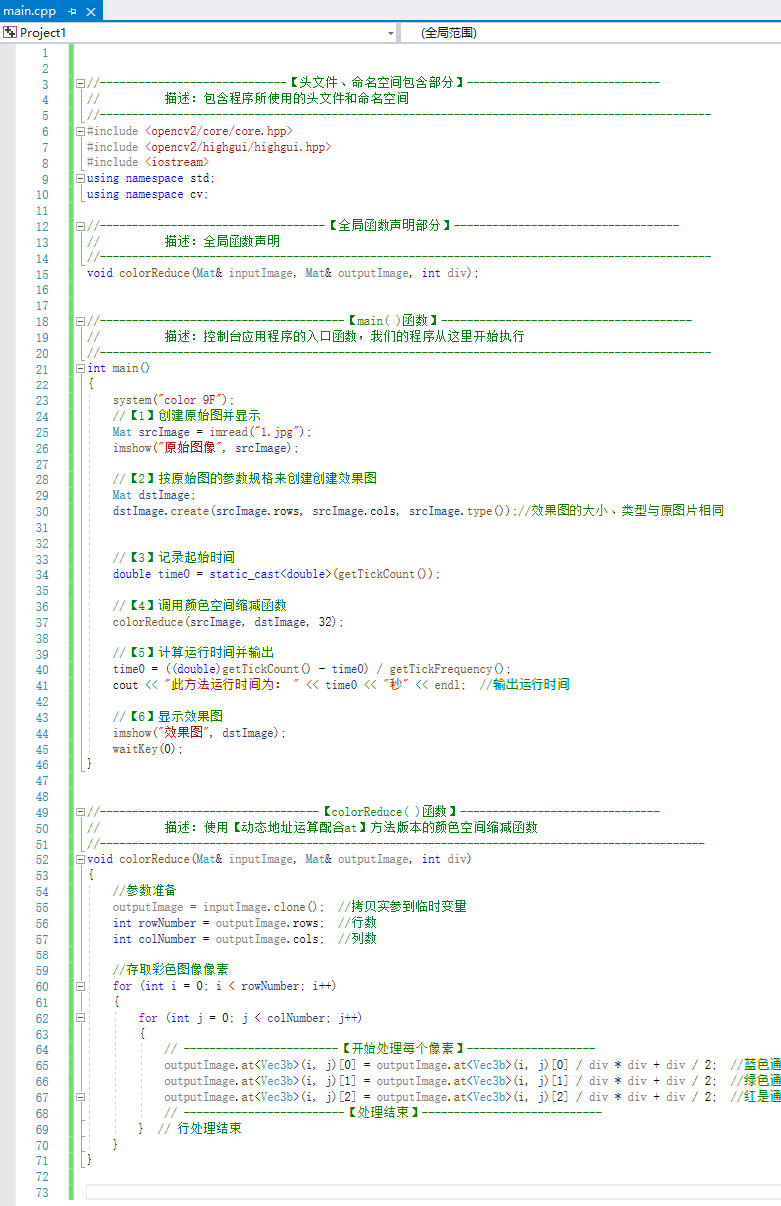 main.cpp
Project1
(全局范围)
1
2
3 //-----------------------------【头文件、命名空间包含部分】------------------------------
4 //          描述：包含程序所使用的头文件和命名空间
5 //-----------------------------------------------------------------------------------------------
6 #include <opencv2/core/core.hpp>
7 #include <opencv2/highgui/highgui.hpp>
8 #include <iostream>
9 using namespace std;
10 using namespace cv;
11
12 //-----------------------------------【全局函数声明部分】-----------------------------------
13 //          描述：全局函数声明
14 //-----------------------------------------------------------------------------------------------
15 void colorReduce(Mat& inputImage, Mat& outputImage, int div);
16
17
18 //--------------------------------------【main( )函数】---------------------------------------
19 //          描述：控制台应用程序的入口函数，我们的程序从这里开始执行
20 //-----------------------------------------------------------------------------------------------
21 int main()
22 {
23     system("color 9F");
24     //【1】创建原始图并显示
25     Mat srcImage = imread("1.jpg");
26     imshow("原始图像", srcImage);
27
28     //【2】按原始图的参数规格来创建创建效果图
29     Mat dstImage;
30     dstImage.create(srcImage.rows, srcImage.cols, srcImage.type());//效果图的大小、类型与原图片相同
31
32
33     //【3】记录起始时间
34     double time0 = static_cast<double>(getTickCount());
35
36     //【4】调用颜色空间缩减函数
37     colorReduce(srcImage, dstImage, 32);
38
39     //【5】计算运行时间并输出
40     time0 = ((double)getTickCount() - time0) / getTickFrequency();
41     cout << "此方法运行时间为： " << time0 << "秒" << endl;  //输出运行时间
42
43     //【6】显示效果图
44     imshow("效果图", dstImage);
45     waitKey(0);
46 }
47
48
49 //----------------------------------【colorReduce( )函数】-------------------------------
50 //          描述：使用【动态地址运算配合at】方法版本的颜色空间缩减函数
51 //----------------------------------------------------------------------------------------------
52 void colorReduce(Mat& inputImage, Mat& outputImage, int div)
53 {
54     //参数准备
55     outputImage = inputImage.clone();  //拷贝实参到临时变量
56     int rowNumber = outputImage.rows;  //行数
57     int colNumber = outputImage.cols;  //列数
58
59     //存取彩色图像像素
60     for (int i = 0; i < rowNumber; i++)
61     {
62         for (int j = 0; j < colNumber; j++)
63         {
64             // ------------------------【开始处理每个像素】--------------------
65             outputImage.at<Vec3b>(i, j)[0] = outputImage.at<Vec3b>(i, j)[0] / div * div + div / 2;  //蓝色通
66             outputImage.at<Vec3b>(i, j)[1] = outputImage.at<Vec3b>(i, j)[1] / div * div + div / 2;  //绿色通
67             outputImage.at<Vec3b>(i, j)[2] = outputImage.at<Vec3b>(i, j)[2] / div * div + div / 2;  //红是通
68             // -------------------------【处理结束】----------------------------
69         }  // 行处理结束
70     }
71 }
72
73